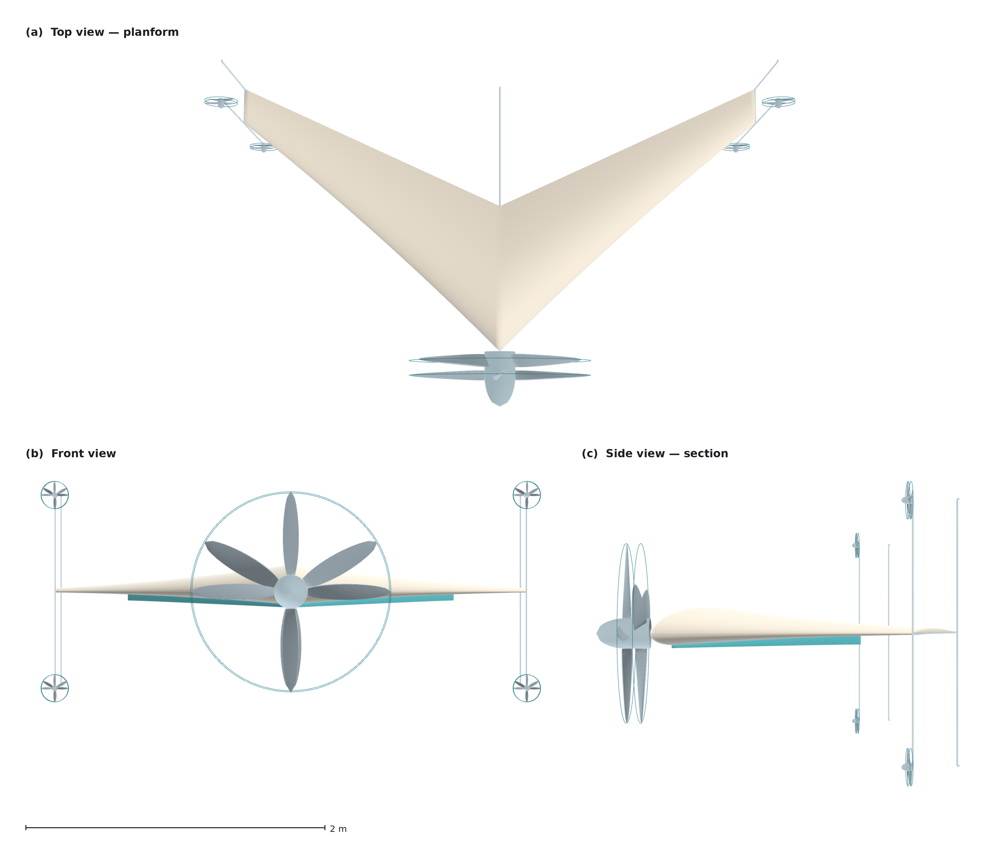 (a) Top view — planform
(b) Front view
(c) Side view — section
2 m